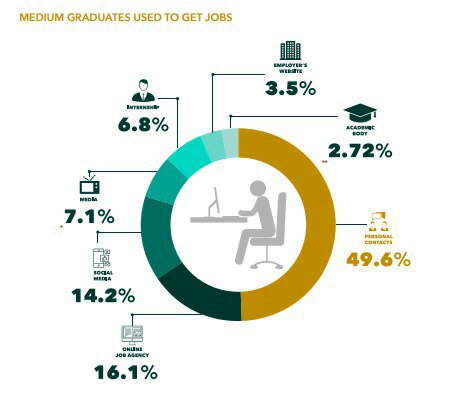 MEDIUM GRADUATES USED TO GET JOBS
EMPLOYER'S
WEBSITE
3.5%
INTERNSHIP
6.8%
ACADEMIC
BODY
2.72%
MEDIA
7.1%
PERSONAL
CONTACTS
49.6%
SOCIAL
MEDIA
14.2%
ONLINE
JOB AGENCY
16.1%